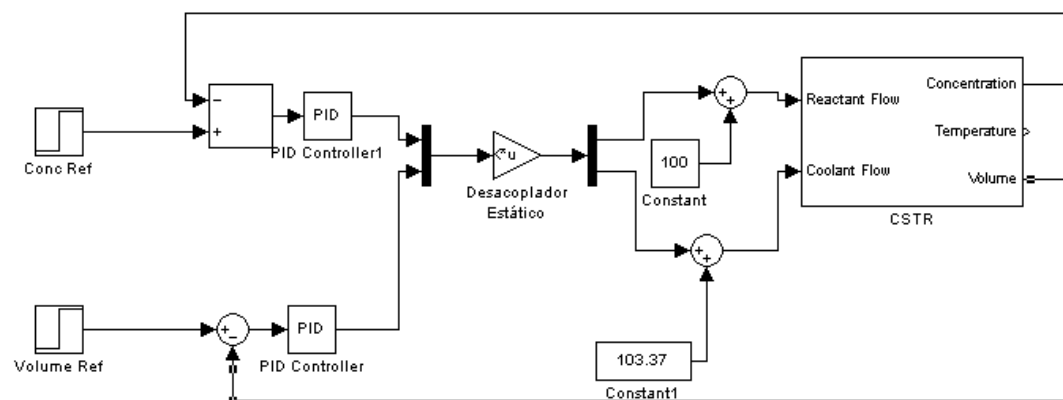 Conc Ref
−
+
PID
PID Controller1
Desacoplador
Estático
u
+
+
100
Constant
Reactant Flow
Coolant Flow
Concentration
Temperature
Volume
CSTR
+
+
Volume Ref
+
−
PID
PID Controller
103.37
Constant1